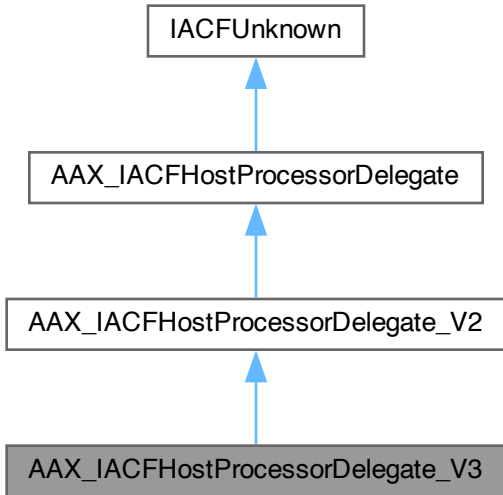 IACFUnknown
AAX_IACFHostProcessorDelegate
AAX_IACFHostProcessorDelegate_V2
AAX_IACFHostProcessorDelegate_V3